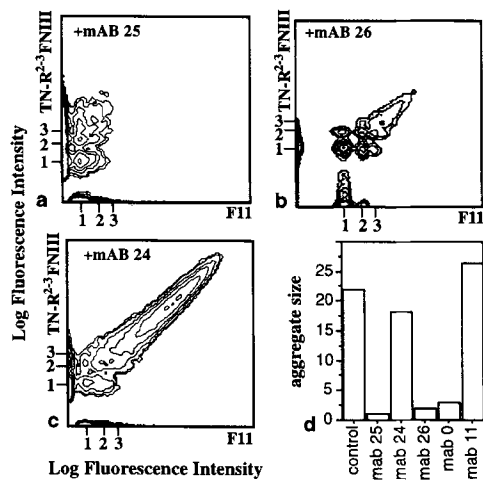 +mAB 25
TN-R2-3FNIII
3
2
1
a
1 2 3
F11
+mAB 26
TN-R2-3FNIII
3
2
1
b
1 2 3
F11
Log Fluorescence Intensity
+mAB 24
TN-R2-3FNIII
3
2
1
c
1 2 3
F11
Log Fluorescence Intensity
aggregate size
25
20
15
10
5
0
d
control
mab 25
mab 24
mab 26
mab 0
mab 11